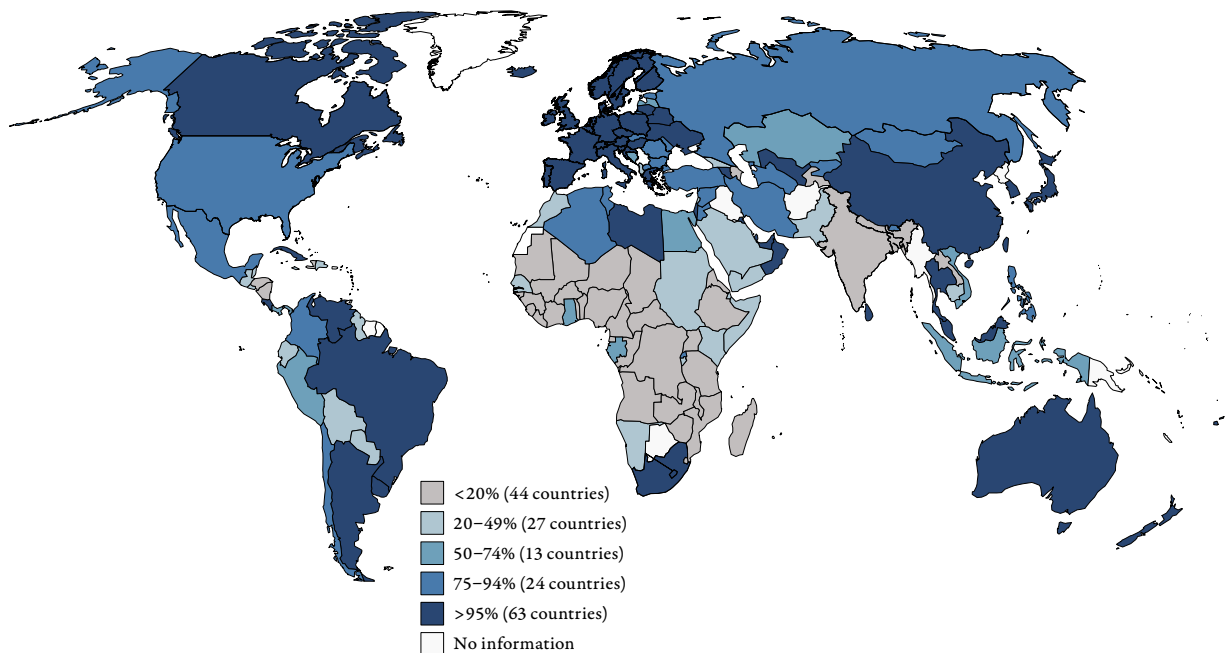 <20% (44 countries)
20–49% (27 countries)
50–74% (13 countries)
75–94% (24 countries)
>95% (63 countries)
No information